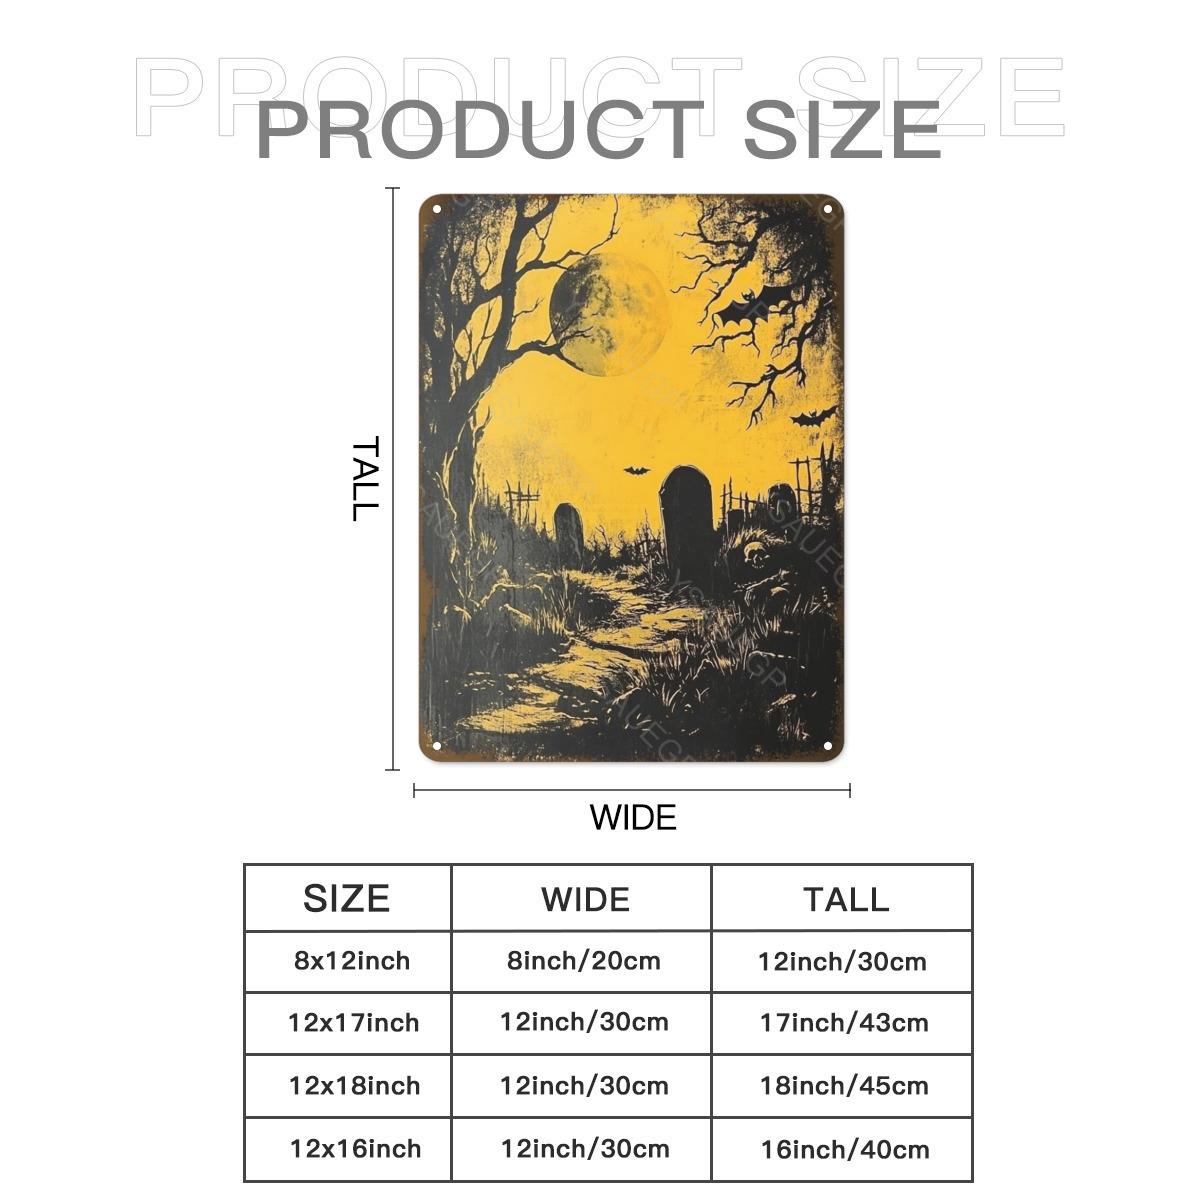 PRODUCT SIZE
PRODUCT SIZE
TALL
WIDE
SIZE WIDE TALL
8x12inch 8inch/20cm 12inch/30cm
12x17inch 12inch/30cm 17inch/43cm
12x18inch 12inch/30cm 18inch/45cm
12x16inch 12inch/30cm 16inch/40cm